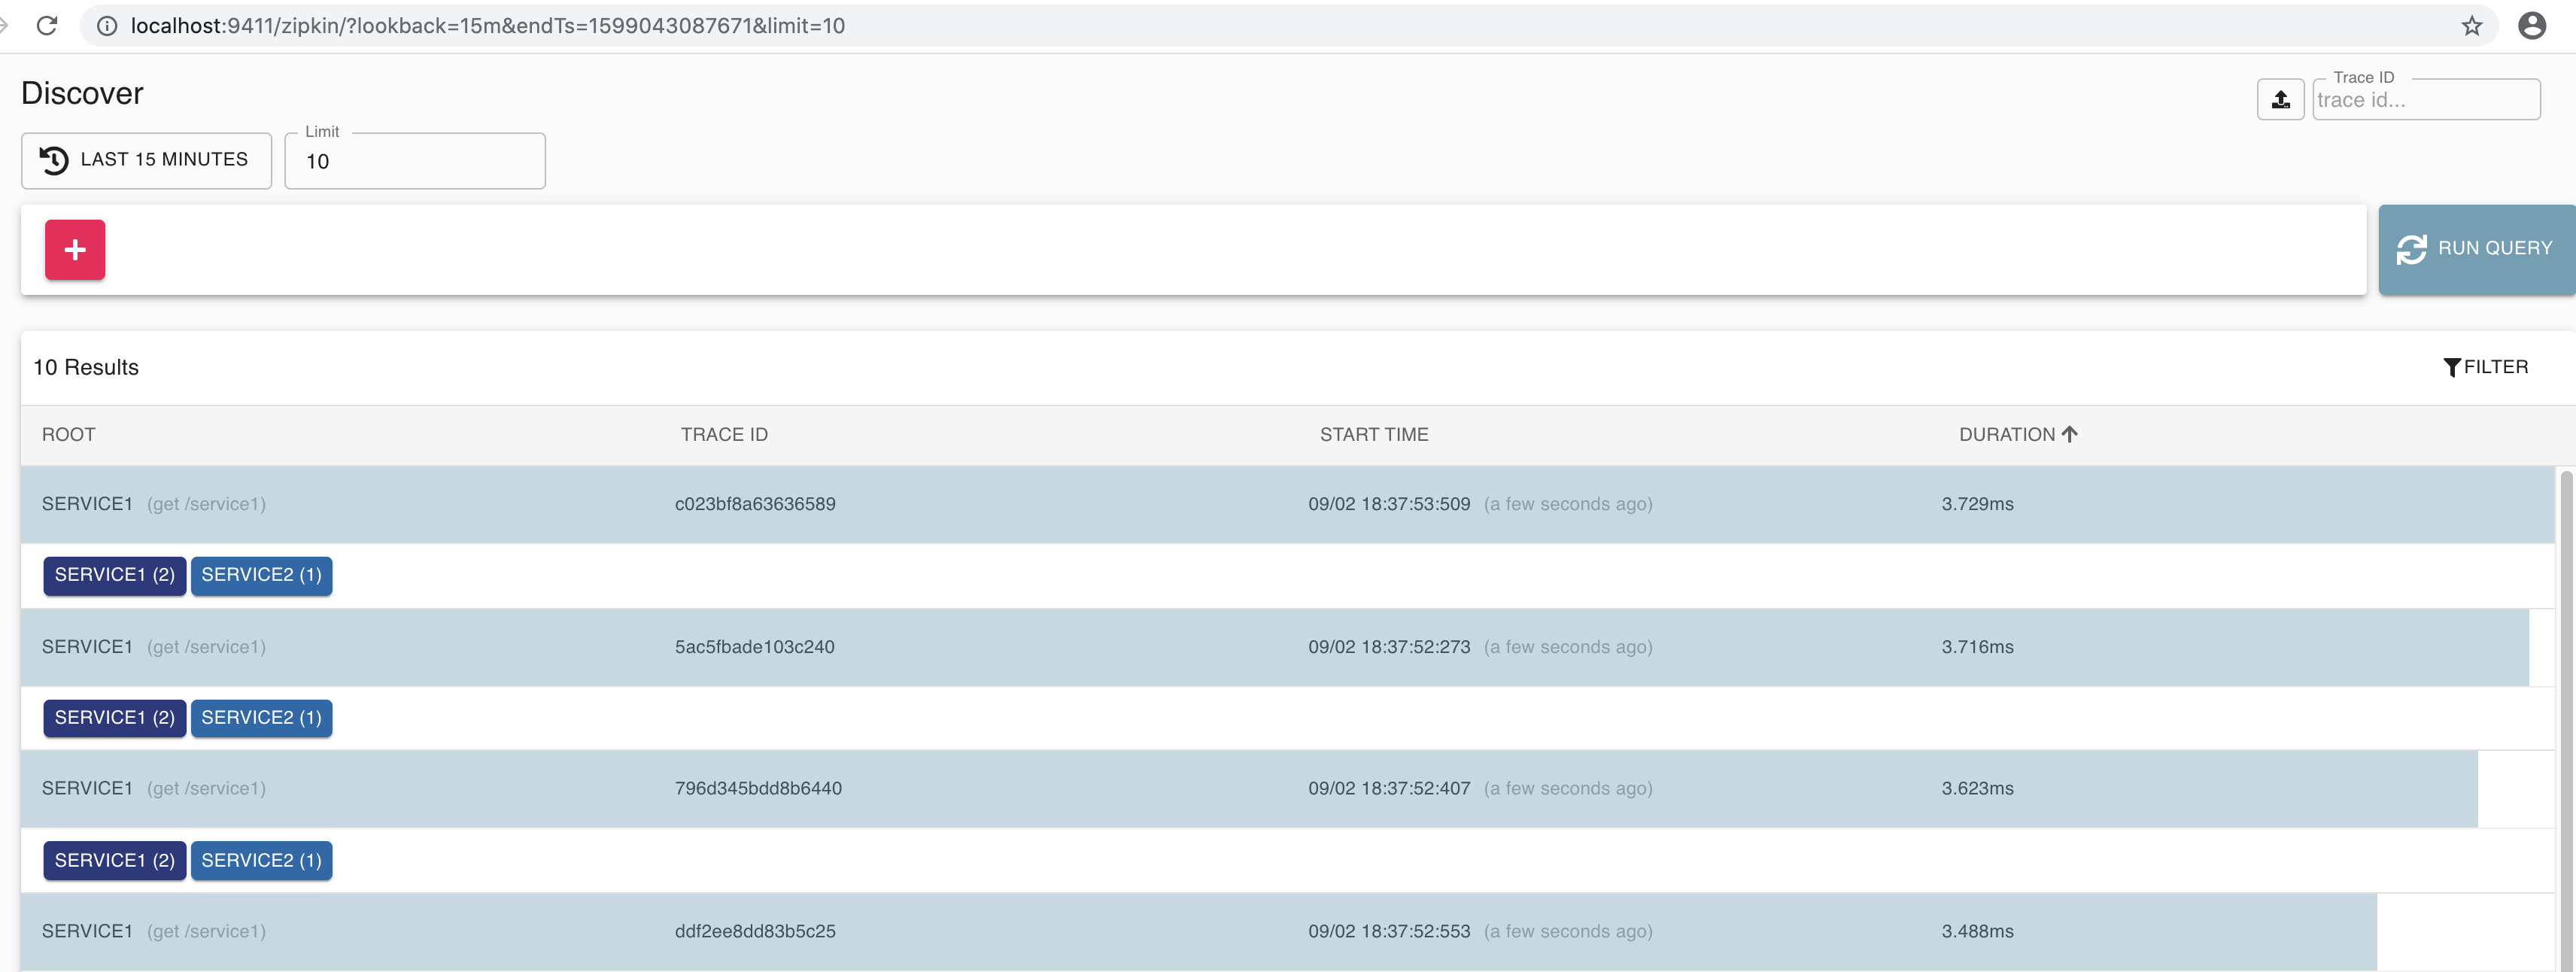 localhost:9411/zipkin/?lookback=15m&endTs=1599043087671&limit=10
Discover
Trace ID
trace id...
LAST 15 MINUTES
Limit
10
RUN QUERY
10 Results
FILTER
ROOT TRACE ID START TIME DURATION
SERVICE1 (get /service1) c023bf8a63636589 09/02 18:37:53:509 (a few seconds ago) 3.729ms
SERVICE1 (2) SERVICE2 (1)
SERVICE1 (get /service1) 5ac5fbade103c240 09/02 18:37:52:273 (a few seconds ago) 3.716ms
SERVICE1 (2) SERVICE2 (1)
SERVICE1 (get /service1) 796d345bdd8b6440 09/02 18:37:52:407 (a few seconds ago) 3.623ms
SERVICE1 (2) SERVICE2 (1)
SERVICE1 (get /service1) ddf2ee8dd83b5c25 09/02 18:37:52:553 (a few seconds ago) 3.488ms